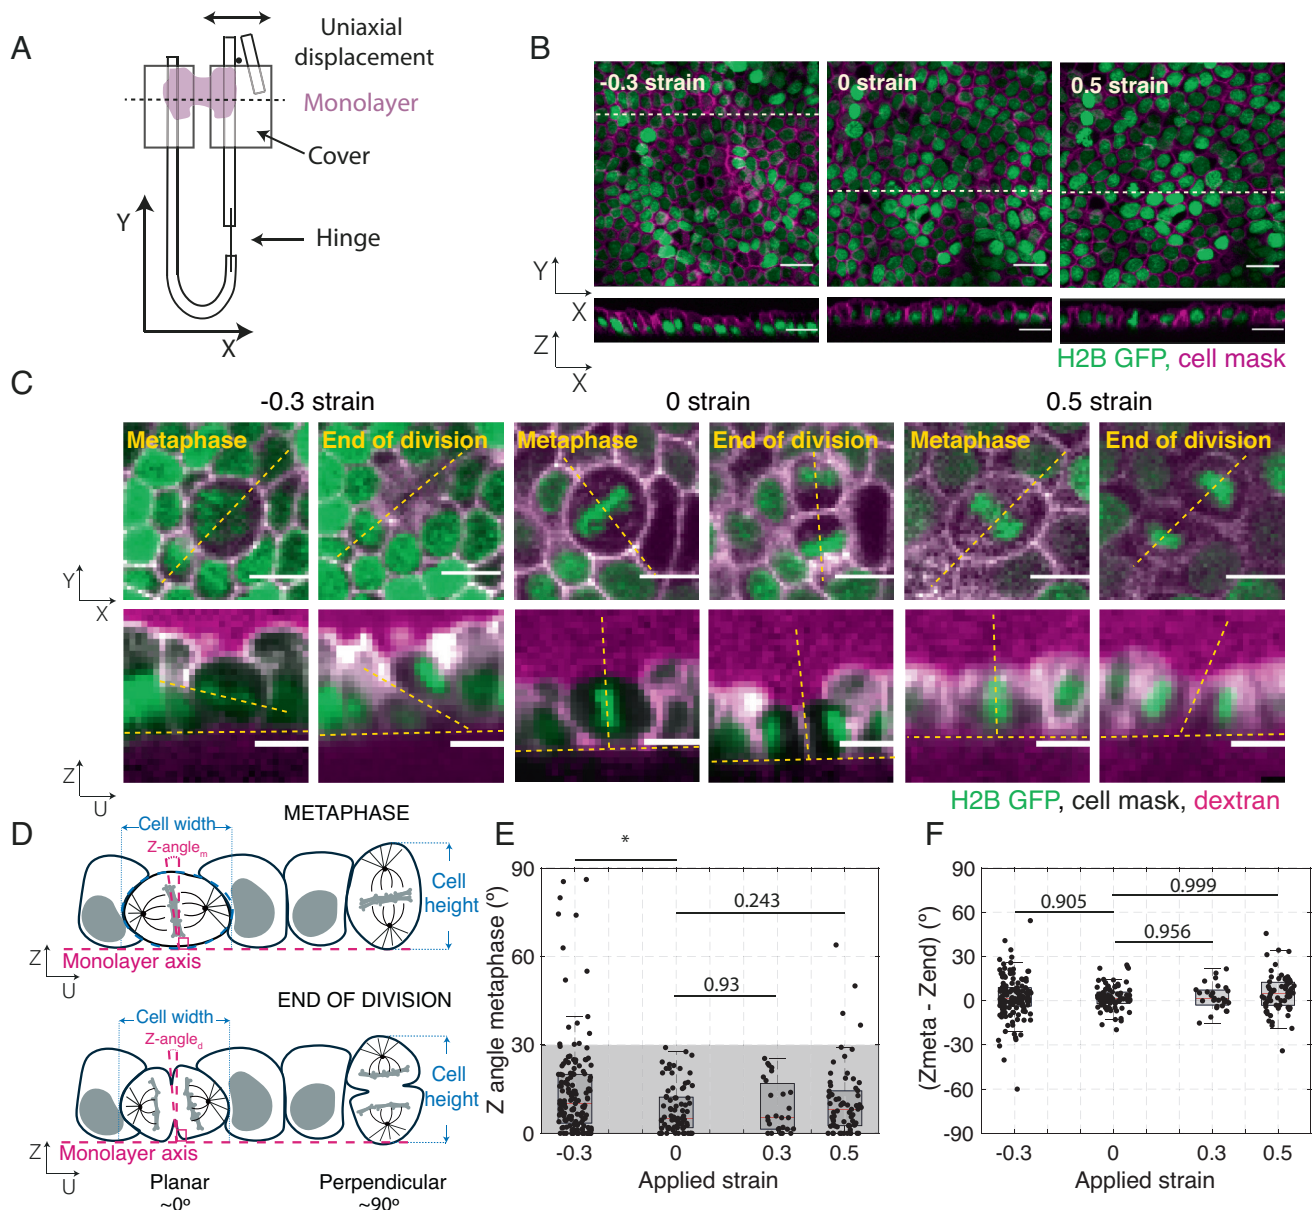 A
Uniaxial
displacement
Monolayer
Cover
Y
Hinge
X
B
-0.3 strain
0 strain
0.5 strain
Y
X
Z
X
H2B GFP, cell mask
C
-0.3 strain
0 strain
0.5 strain
Metaphase
End of division
Metaphase
End of division
Metaphase
End of division
Y
X
Z
U
H2B GFP, cell mask, dextran
D
METAPHASE
Cell width
Z-angleₘ
Cell
height
Z
Monolayer axis
U
END OF DIVISION
Cell width
Z-angle_d
Cell
height
Z
Monolayer axis
U
Planar
~0º
Perpendicular
~90º
E
Z angle metaphase (º)
90
60
30
0
*
0.243
0.93
-0.3
0
0.3
0.5
Applied strain
F
(Zmeta - Zend) (°)
90
60
30
0
-30
-60
-90
0.905
0.999
0.956
-0.3
0
0.3
0.5
Applied strain